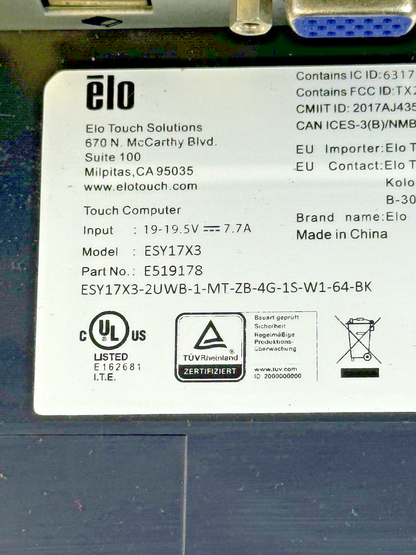 elo
Elo Touch Solutions
670 N. McCarthy Blvd.
Suite 100
Milpitas, CA 95035
www.elotouch.com
Touch Computer
Input : 19-19.5V ⎓ 7.7A
Model : ESY17X3
Part No.: E519178
ESY17X3-2UWB-1-MT-ZB-4G-1S-W1-64-BK
Contains IC ID:6317
Contains FCC ID:TX2
CMIIT ID: 2017AJ435
CAN ICES-3(B)/NMB
EU Importer:Elo T
EU Contact:Elo T
Kolo
B-30
Brand name:Elo
Made in China
C UL US
®
LISTED
E162681
I.T.E.
TÜVRheinland
ZERTIFIZIERT
Bauart geprüft
Sicherheit
Regelmäßige
Produktions-
überwachung
www.tuv.com
ID 2000000000